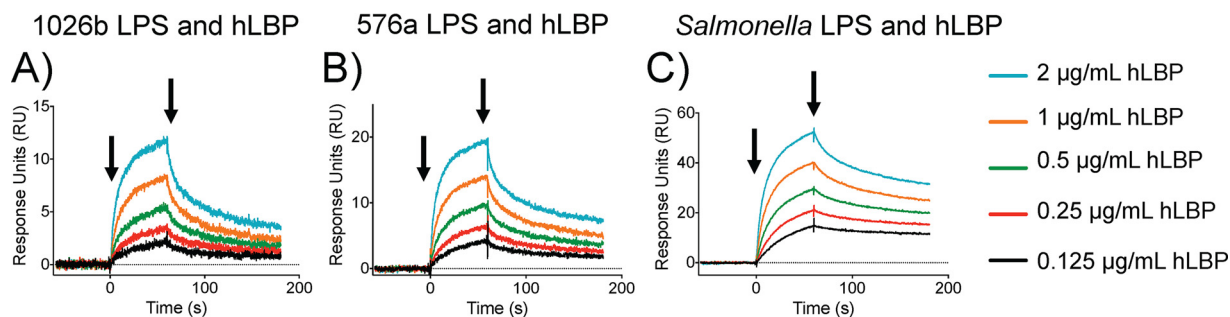 1026b LPS and hLBP
576a LPS and hLBP
Salmonella LPS and hLBP
A)
Response Units (RU)
15
10
5
0
0
100
200
Time (s)
B)
Response Units (RU)
20
10
0
0
100
200
Time (s)
C)
Response Units (RU)
60
40
20
0
0
100
200
Time (s)
2 µg/mL hLBP
1 µg/mL hLBP
0.5 µg/mL hLBP
0.25 µg/mL hLBP
0.125 µg/mL hLBP